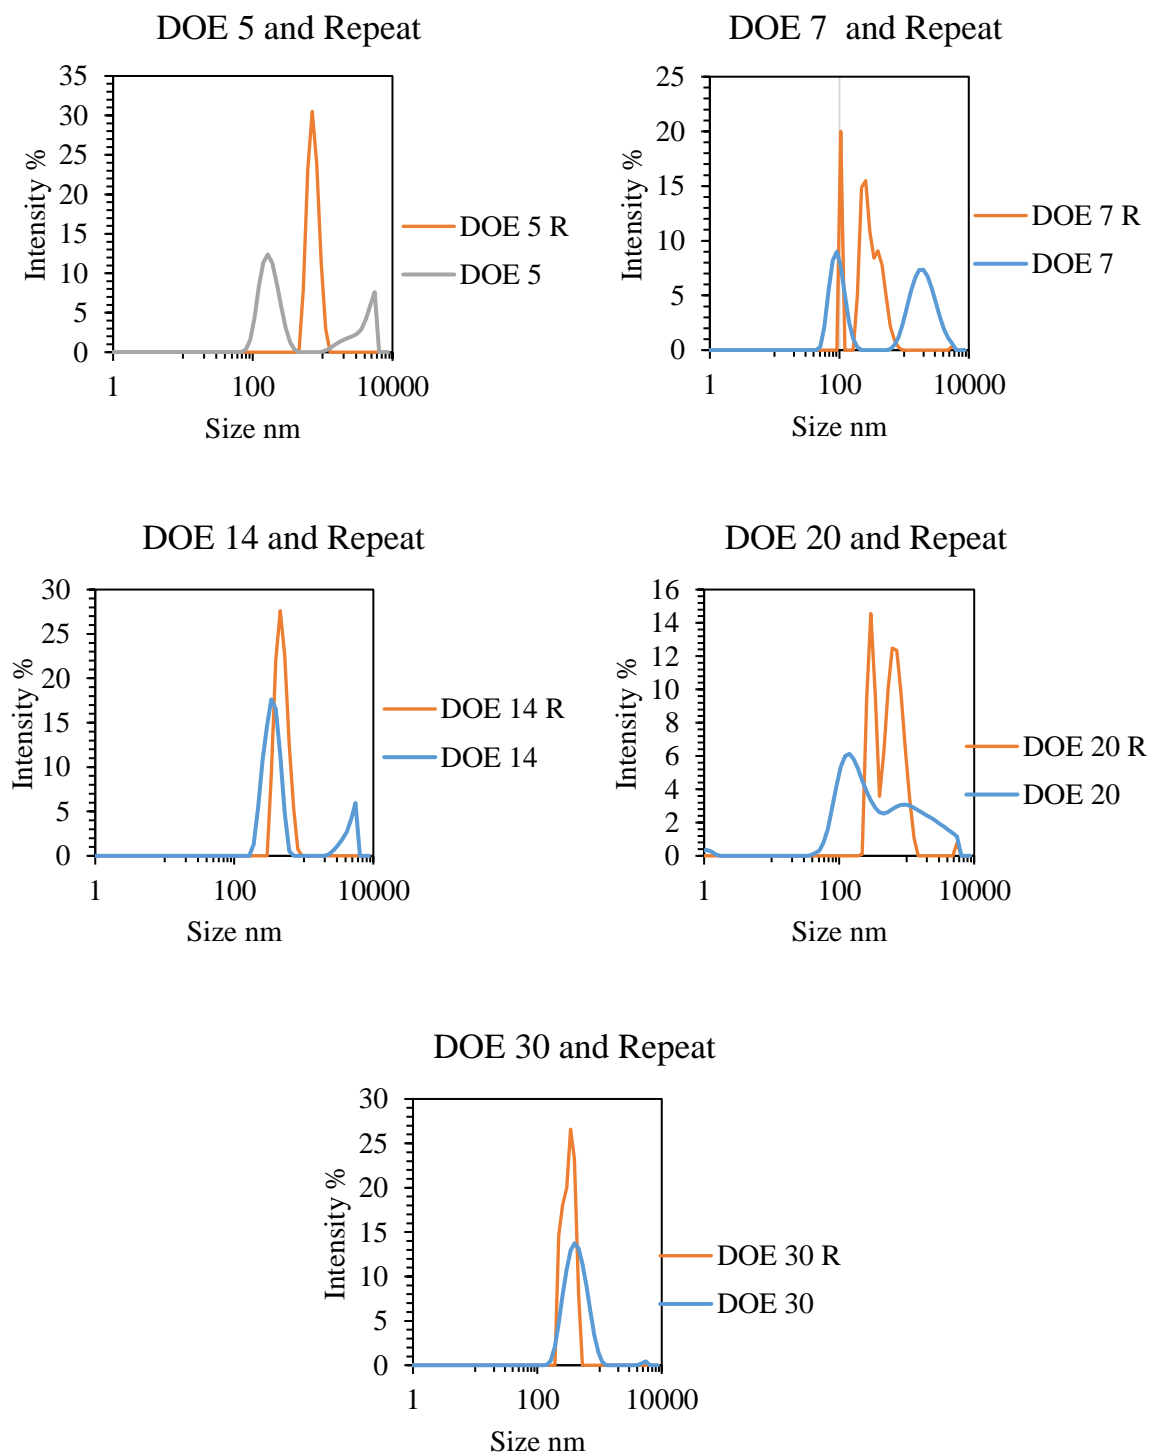 DOE 5 and Repeat
35
30
25
20
15
10
5
0
Intensity %
1 100 10000
Size nm
DOE 5 R
DOE 5
DOE 7 and Repeat
25
20
15
10
5
0
Intensity %
1 100 10000
Size nm
DOE 7 R
DOE 7
DOE 14 and Repeat
30
25
20
15
10
5
0
Intensity %
1 100 10000
Size nm
DOE 14 R
DOE 14
DOE 20 and Repeat
16
14
12
10
8
6
4
2
0
Intensity %
1 100 10000
Size nm
DOE 20 R
DOE 20
DOE 30 and Repeat
30
25
20
15
10
5
0
Intensity %
1 100 10000
Size nm
DOE 30 R
DOE 30